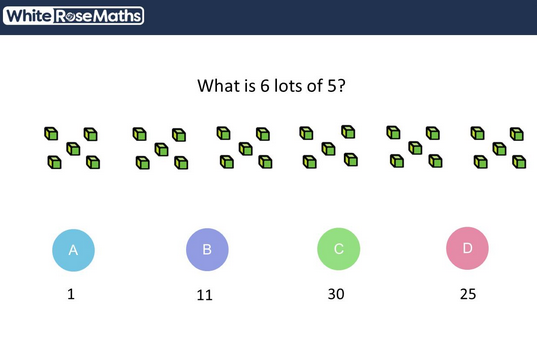 White Rose Maths
What is 6 lots of 5?
A B C D
1 11 30 25